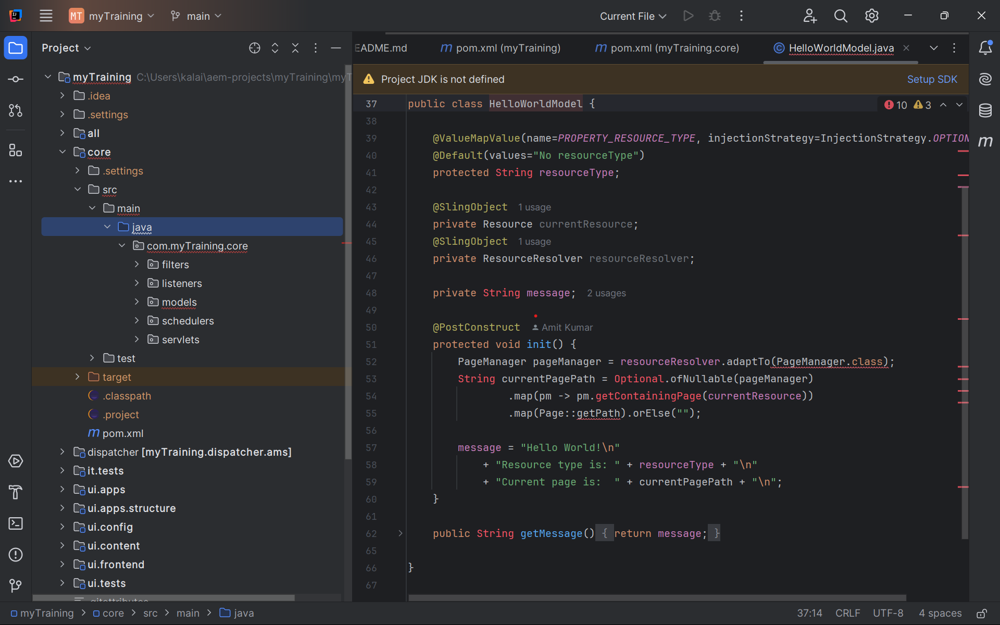 MT myTraining main Current File
Project
EADME.md pom.xml (myTraining) pom.xml (myTraining.core) HelloWorldModel.java
Project JDK is not defined Setup SDK
10 3
myTraining C:\Users\kalai\aem-projects\myTraining\myT
.idea
.settings
all
core
.settings
src
main
java
com.myTraining.core
filters
listeners
models
schedulers
servlets
test
target
.classpath
.project
pom.xml
dispatcher [myTraining.dispatcher.ams]
it.tests
ui.apps
ui.apps.structure
ui.config
ui.content
ui.frontend
ui.tests
37 public class HelloWorldModel {
38
39 @ValueMapValue(name=PROPERTY_RESOURCE_TYPE, injectionStrategy=InjectionStrategy.OPTION
40 @Default(values="No resourceType")
41 protected String resourceType;
42
43 @SlingObject 1 usage
44 private Resource currentResource;
45 @SlingObject 1 usage
46 private ResourceResolver resourceResolver;
47
48 private String message; 2 usages
49
50 @PostConstruct Amit Kumar
51 protected void init() {
52 PageManager pageManager = resourceResolver.adaptTo(PageManager.class);
53 String currentPagePath = Optional.ofNullable(pageManager)
54 .map(pm -> pm.getContainingPage(currentResource))
55 .map(Page::getPath).orElse("");
56
57 message = "Hello World!\n"
58 + "Resource type is: " + resourceType + "\n"
59 + "Current page is:  " + currentPagePath + "\n";
60 }
61
62 public String getMessage() { return message; }
65
66 }
67
myTraining > core > src > main > java
37:14 CRLF UTF-8 4 spaces